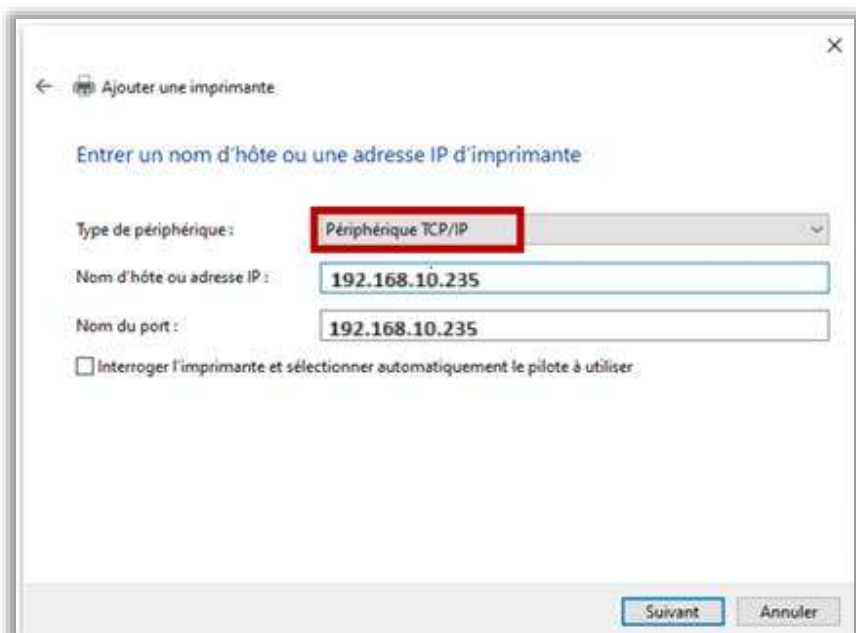 Ajouter une imprimante
Entrer un nom d'hôte ou une adresse IP d'imprimante
Type de périphérique : Périphérique TCP/IP
Nom d'hôte ou adresse IP : 192.168.10.235
Nom du port : 192.168.10.235
Interroger l'imprimante et sélectionner automatiquement le pilote à utiliser
Suivant Annuler